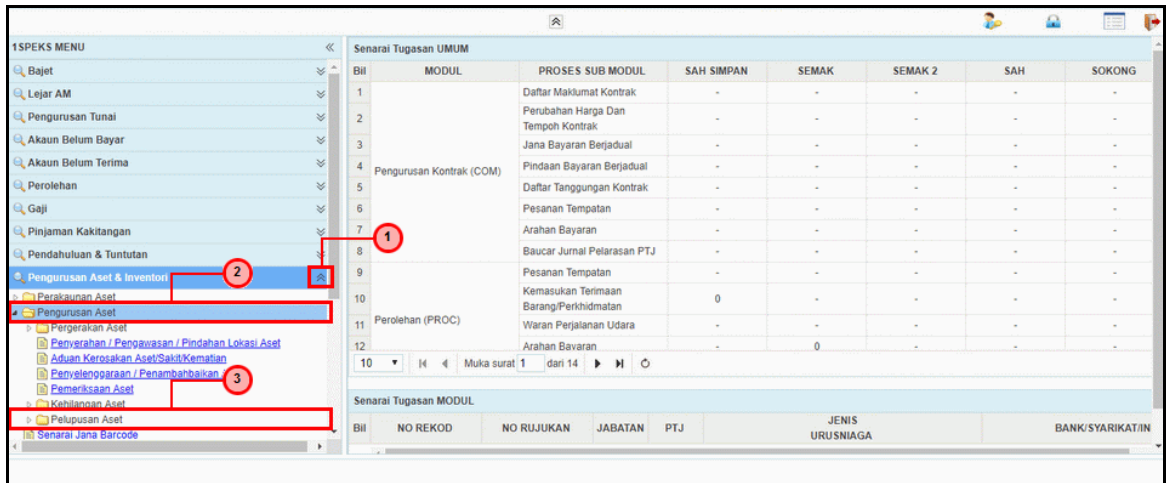 1SPEKS MENU
Bajet
Lejar AM
Pengurusan Tunai
Akaun Belum Bayar
Akaun Belum Terima
Perolehan
Gaji
Pinjaman Kakitangan
Pendahuluan & Tuntutan
Pengurusan Aset & Inventori
Perakaunan Aset
Pengurusan Aset
Pergerakan Aset
Penyerahan / Pengawasan / Pindahan Lokasi Aset
Aduan Kerosakan Aset/Sakit/Kematian
Penyelenggaraan / Penambahbaikan
Pemeriksaan Aset
Kehilangan Aset
Pelupusan Aset
Senarai Jana Barcode
1
2
3
Senarai Tugasan UMUM
Bil MODUL PROSES SUB MODUL SAH SIMPAN SEMAK SEMAK 2 SAH SOKONG
1 Daftar Maklumat Kontrak - - - - -
2 Perubahan Harga Dan
Tempoh Kontrak - - - - -
3 Jana Bayaran Berjadual - - - - -
4 Pengurusan Kontrak (COM) Pindaan Bayaran Berjadual - - - - -
5 Daftar Tanggungan Kontrak - - - - -
6 Pesanan Tempatan - - - - -
7 Arahan Bayaran - - - - -
8 Baucar Jurnal Pelarasan PTJ - - - - -
9 Pesanan Tempatan - - - - -
10 Kemasukan Terimaan
Barang/Perkhidmatan 0 - - - -
11 Perolehan (PROC) Waran Perjalanan Udara - - - - -
12 Arahan Bayaran - - 0 - -
10 Muka surat 1 dari 14
Senarai Tugasan MODUL
Bil NO REKOD NO RUJUKAN JABATAN PTJ JENIS
URUSNIAGA BANK/SYARIKAT/IN